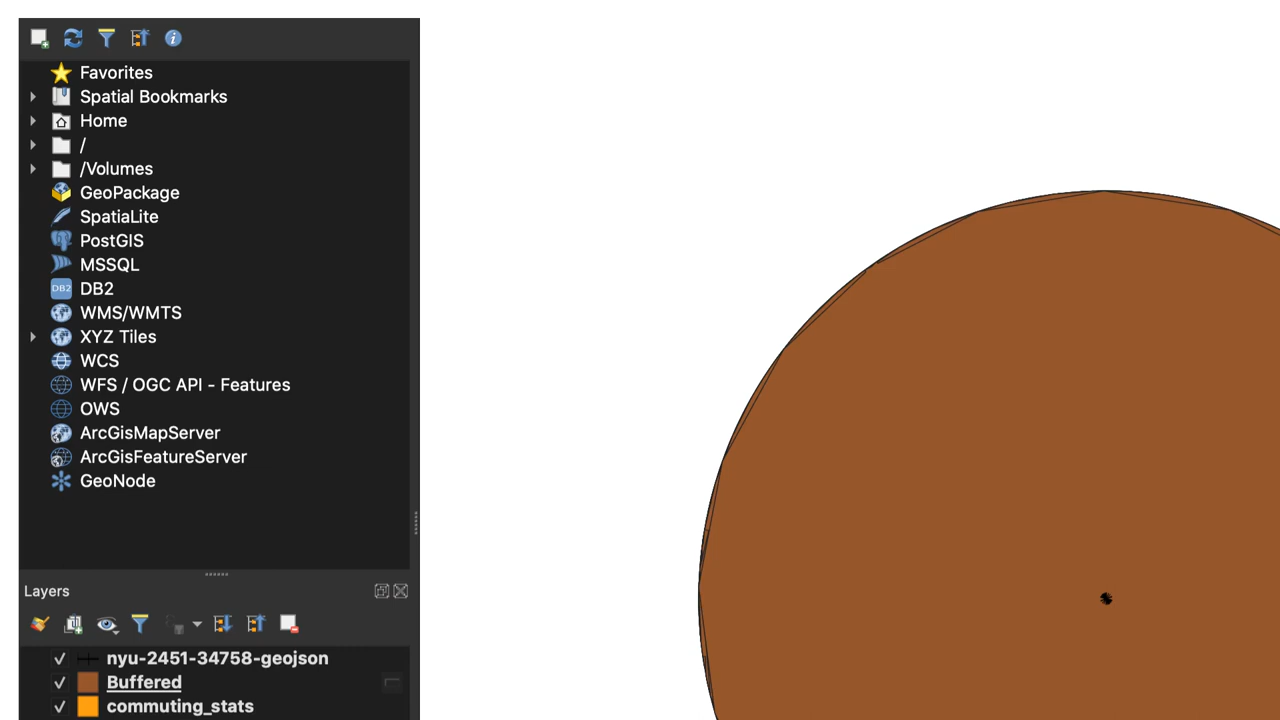 Favorites
Spatial Bookmarks
Home
/
/Volumes
GeoPackage
SpatiaLite
PostGIS
MSSQL
DB2 DB2
WMS/WMTS
XYZ Tiles
WCS
WFS / OGC API - Features
OWS
ArcGisMapServer
ArcGisFeatureServer
GeoNode
Layers
nyu-2451-34758-geojson
Buffered
commuting_stats